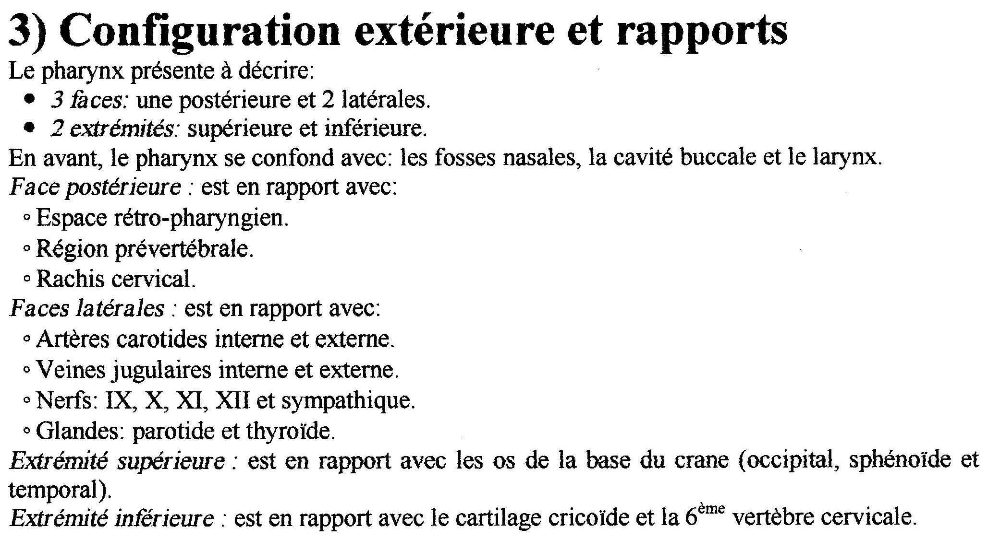 3) Configuration extérieure et rapports
Le pharynx présente à décrire:
• 3 faces: une postérieure et 2 latérales.
• 2 extrémités: supérieure et inférieure.
En avant, le pharynx se confond avec: les fosses nasales, la cavité buccale et le larynx.
Face postérieure : est en rapport avec:
° Espace rétro-pharyngien.
° Région prévertébrale.
° Rachis cervical.
Faces latérales : est en rapport avec:
° Artères carotides interne et externe.
° Veines jugulaires interne et externe.
° Nerfs: IX, X, XI, XII et sympathique.
° Glandes: parotide et thyroïde.
Extrémité supérieure : est en rapport avec les os de la base du crane (occipital, sphénoïde et
temporal).
Extrémité inférieure : est en rapport avec le cartilage cricoïde et la 6ème vertèbre cervicale.